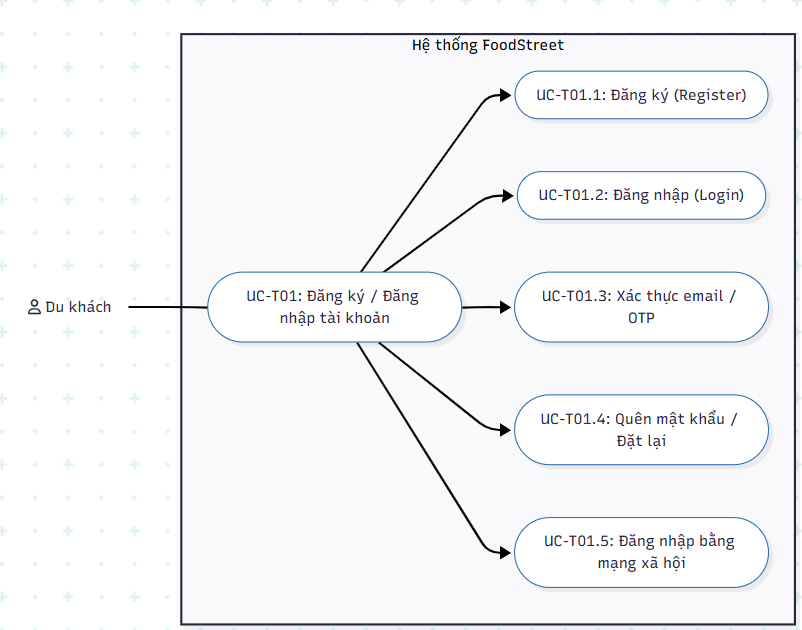 Hệ thống FoodStreet
UC-T01.1: Đăng ký (Register)
UC-T01.2: Đăng nhập (Login)
Du khách
UC-T01: Đăng ký / Đăng
nhập tài khoản
UC-T01.3: Xác thực email /
OTP
UC-T01.4: Quên mật khẩu /
Đặt lại
UC-T01.5: Đăng nhập bằng
mạng xã hội